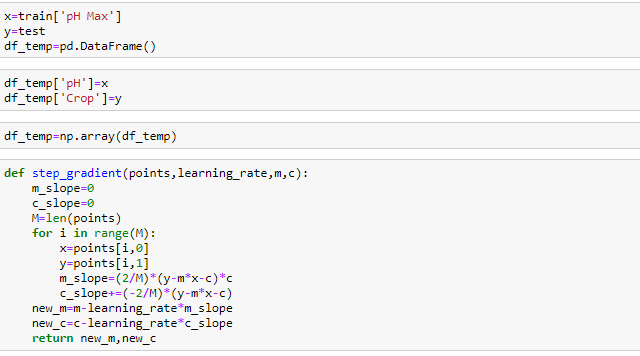 x=train['pH Max']
y=test
df_temp=pd.DataFrame()
df_temp['pH']=x
df_temp['Crop']=y
df_temp=np.array(df_temp)
def step_gradient(points,learning_rate,m,c):
    m_slope=0
    c_slope=0
    M=len(points)
    for i in range(M):
        x=points[i,0]
        y=points[i,1]
        m_slope=(2/M)*(y-m*x-c)*c
        c_slope+=(-2/M)*(y-m*x-c)
    new_m=m-learning_rate*m_slope
    new_c=c-learning_rate*c_slope
    return new_m,new_c